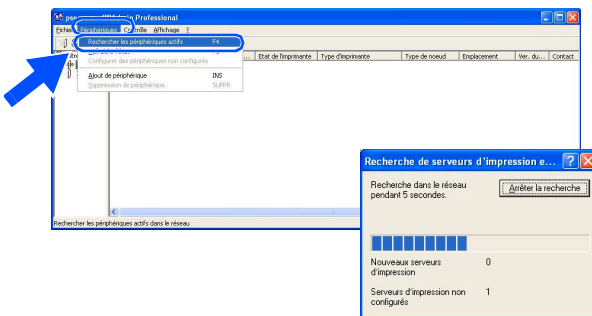 Professional
Affichage ?
Rechercher les périphériques actifs F4
Configurer des périphériques non configurés
Ajout de périphérique INS
Suppression de périphérique SUPPR
... Etat de l'imprimante Type d'imprimante Type de noeud Emplacement Ver. du... Contact
Rechercher les périphériques actifs dans le réseau
Recherche de serveurs d'impression e...
Recherche dans le réseau
pendant 5 secondes.
Arrêter la recherche
Nouveaux serveurs
d'impression
0
Serveurs d'impression non
configurés
1